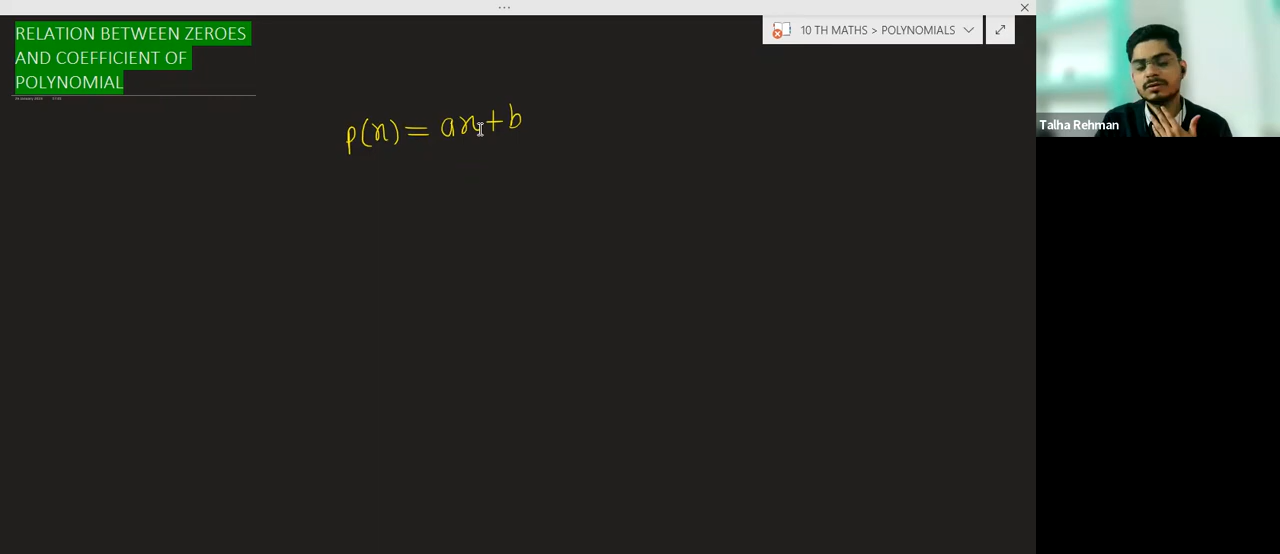 RELATION BETWEEN ZEROES
AND COEFFICIENT OF
POLYNOMIAL
10 TH MATHS > POLYNOMIALS
p(x) = ax+b
Talha Rehman